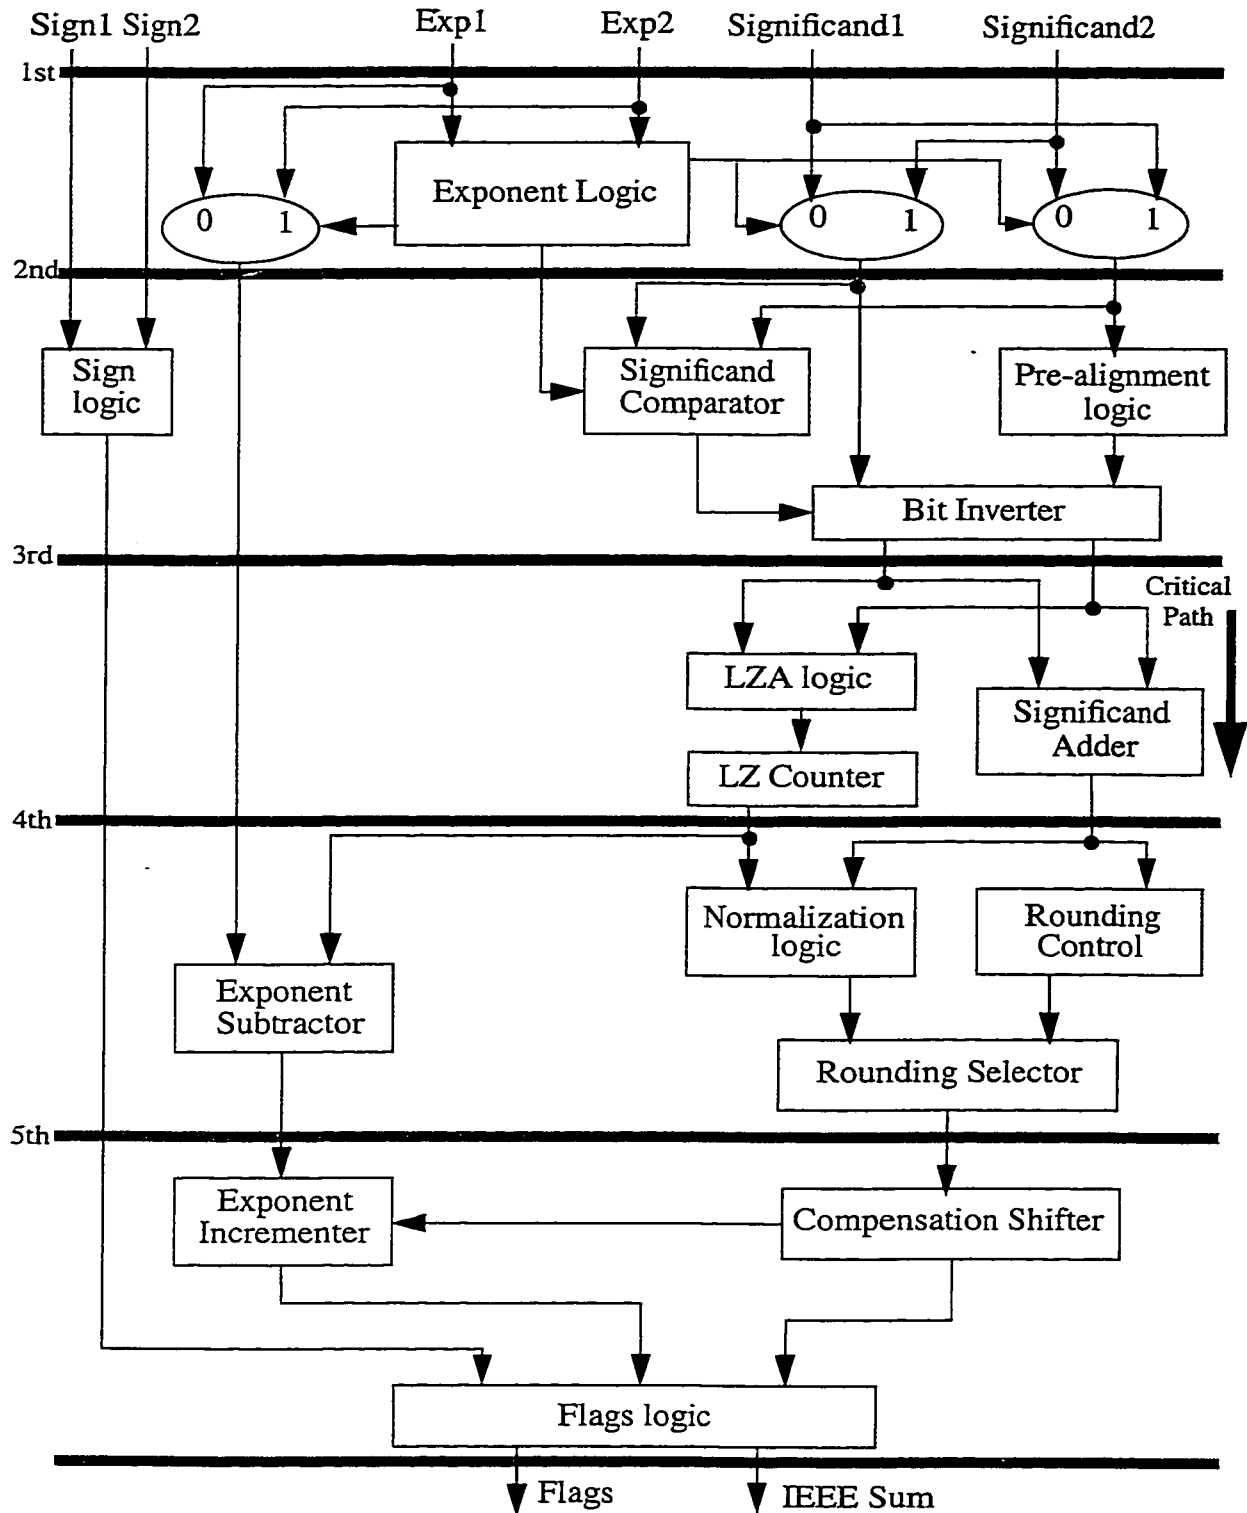 Sign1 Sign2 Exp1 Exp2 Significand1 Significand2
1st
Exponent Logic
0 1
0 1
0 1
2nd
Sign
logic
Significand
Comparator
Pre-alignment
logic
Bit Inverter
3rd
Critical
Path
LZA logic
Significand
Adder
LZ Counter
4th
Normalization
logic
Rounding
Control
Exponent
Subtractor
Rounding Selector
5th
Exponent
Incrementer
Compensation Shifter
Flags logic
Flags
IEEE Sum